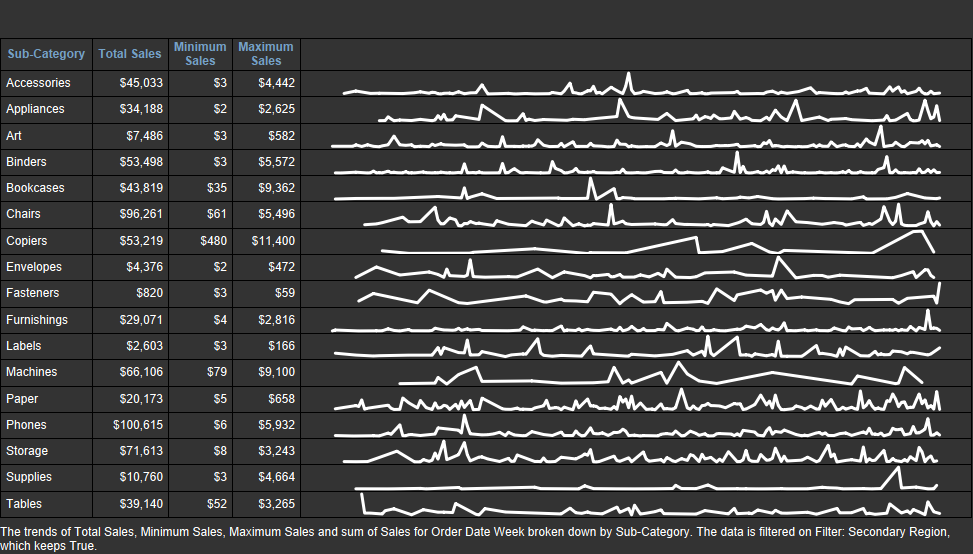 Sub-Category Total Sales Minimum Sales Maximum Sales
Accessories $45,033 $3 $4,442
Appliances $34,188 $2 $2,625
Art $7,486 $3 $582
Binders $53,498 $3 $5,572
Bookcases $43,819 $35 $9,362
Chairs $96,261 $61 $5,496
Copiers $53,219 $480 $11,400
Envelopes $4,376 $2 $472
Fasteners $820 $3 $59
Furnishings $29,071 $4 $2,816
Labels $2,603 $3 $166
Machines $66,106 $79 $9,100
Paper $20,173 $5 $658
Phones $100,615 $6 $5,932
Storage $71,613 $8 $3,243
Supplies $10,760 $3 $4,664
Tables $39,140 $52 $3,265
The trends of Total Sales, Minimum Sales, Maximum Sales and sum of Sales for Order Date Week broken down by Sub-Category. The data is filtered on Filter: Secondary Region,
which keeps True.